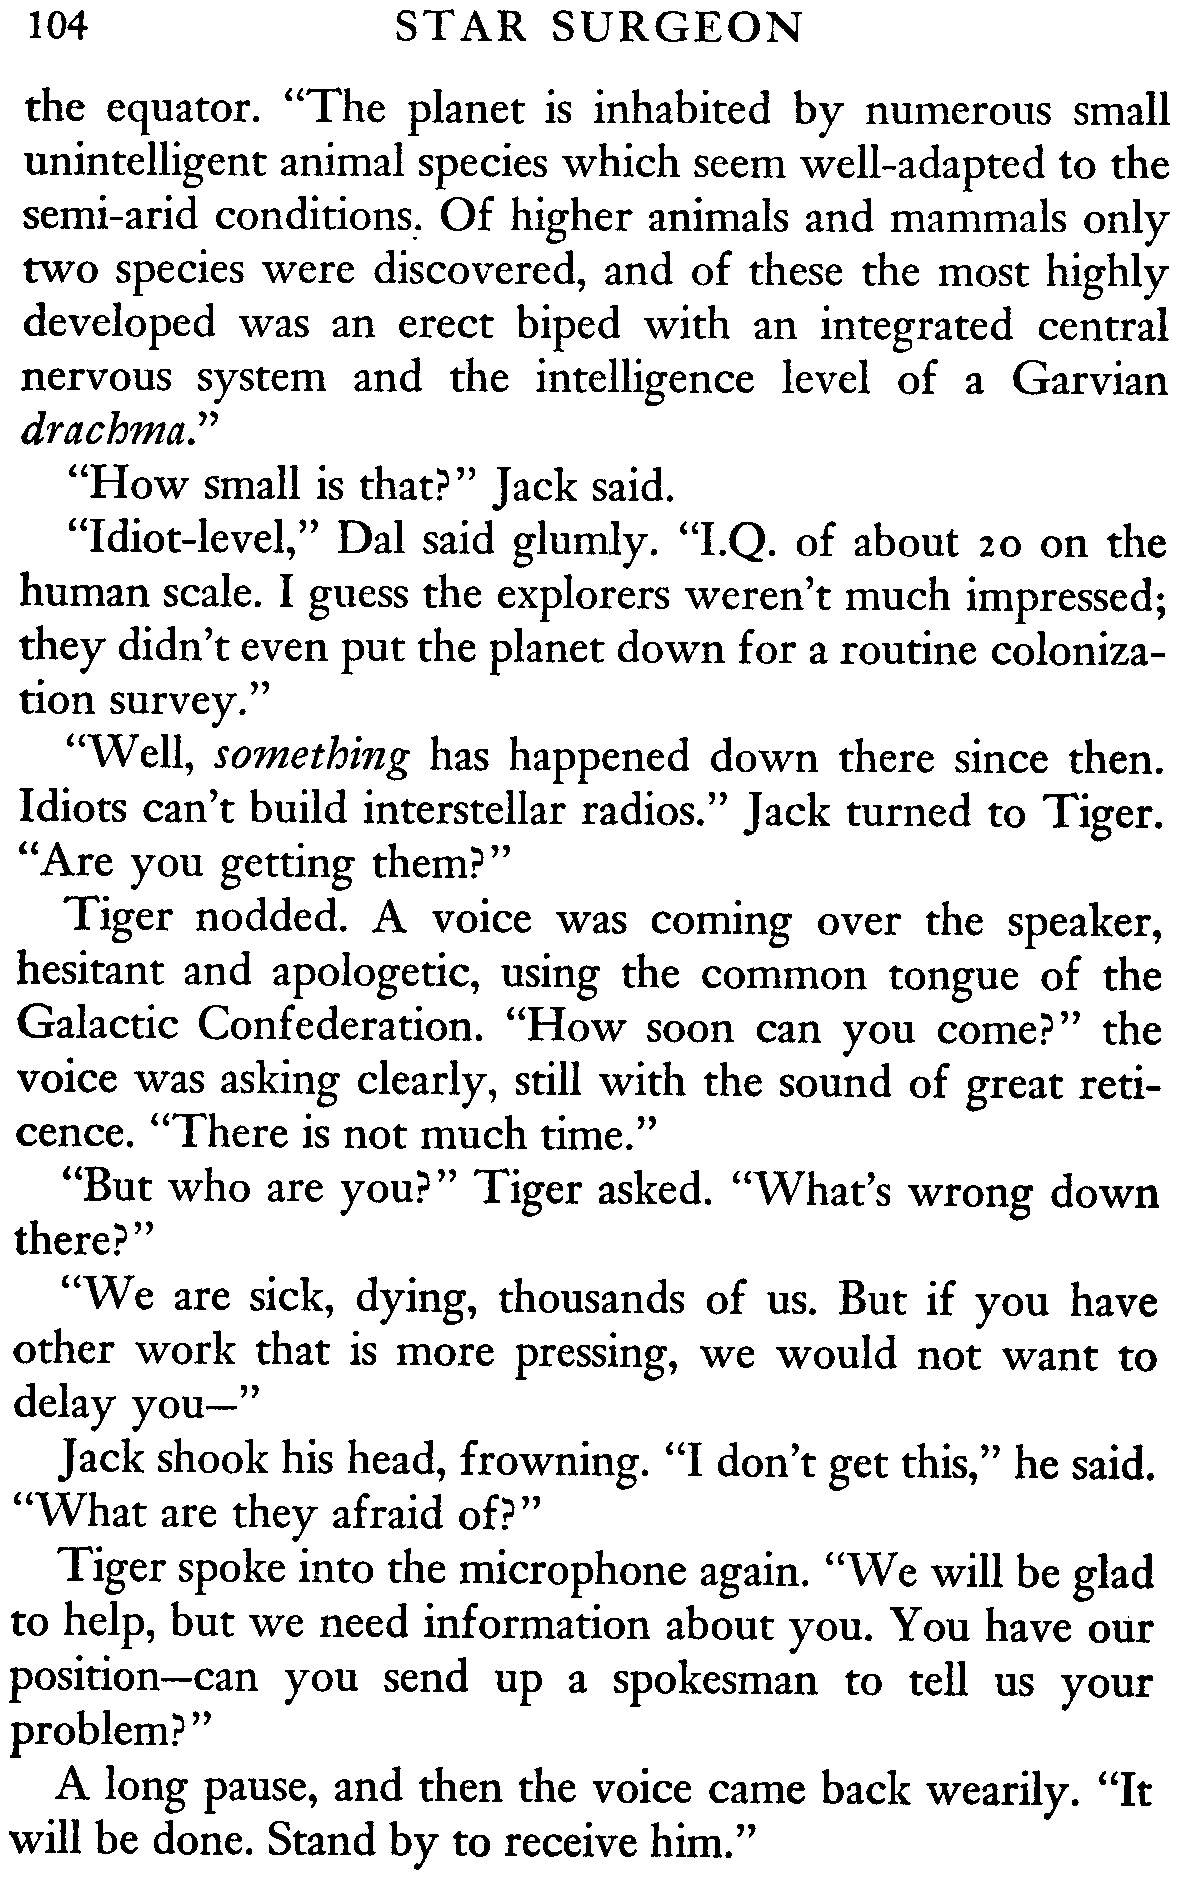 104 STAR SURGEON
the equator. “The planet is inhabited by numerous small
unintelligent animal species which seem well-adapted to the
semi-arid conditions. Of higher animals and mammals only
two species were discovered, and of these the most highly
developed was an erect biped with an integrated central
nervous system and the intelligence level of a Garvian
drachma.”
“How small is that?” Jack said.
“Idiot-level,” Dal said glumly. “I.Q. of about 20 on the
human scale. I guess the explorers weren’t much impressed;
they didn’t even put the planet down for a routine coloniza-
tion survey.”
“Well, something has happened down there since then.
Idiots can’t build interstellar radios.” Jack turned to Tiger.
“Are you getting them?”
Tiger nodded. A voice was coming over the speaker,
hesitant and apologetic, using the common tongue of the
Galactic Confederation. “How soon can you come?” the
voice was asking clearly, still with the sound of great reti-
cence. “There is not much time.”
“But who are you?” Tiger asked. “What’s wrong down
there?”
“We are sick, dying, thousands of us. But if you have
other work that is more pressing, we would not want to
delay you—”
Jack shook his head, frowning. “I don’t get this,” he said.
“What are they afraid of?”
Tiger spoke into the microphone again. “We will be glad
to help, but we need information about you. You have our
position—can you send up a spokesman to tell us your
problem?”
A long pause, and then the voice came back wearily. “It
will be done. Stand by to receive him.”